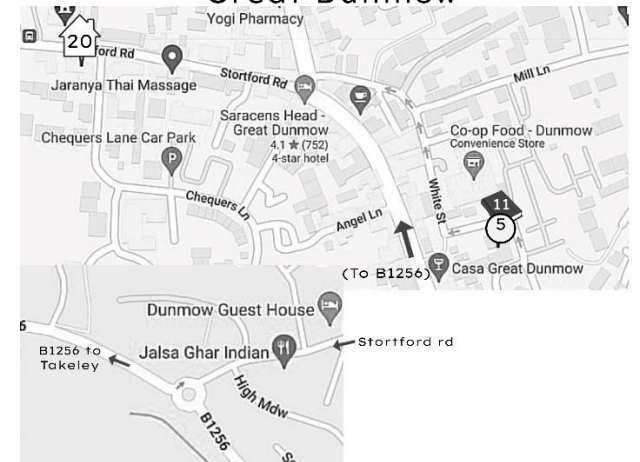 Great Dunmow
Yogi Pharmacy
20
ford Rd
Jaranya Thai Massage
Stortford Rd
Mill Ln
Saracens Head -
Great Dunmow
4.1 ★ (752)
4-star hotel
Co-op Food - Dunmow
Convenience Store
Chequers Lane Car Park
P
Chequers Ln
White St
11
5
Angel Ln
(To B1256)
Casa Great Dunmow
Dunmow Guest House
Stortford rd
B1256 to
Takeley
Jalsa Ghar Indian
High Mdw
B1256